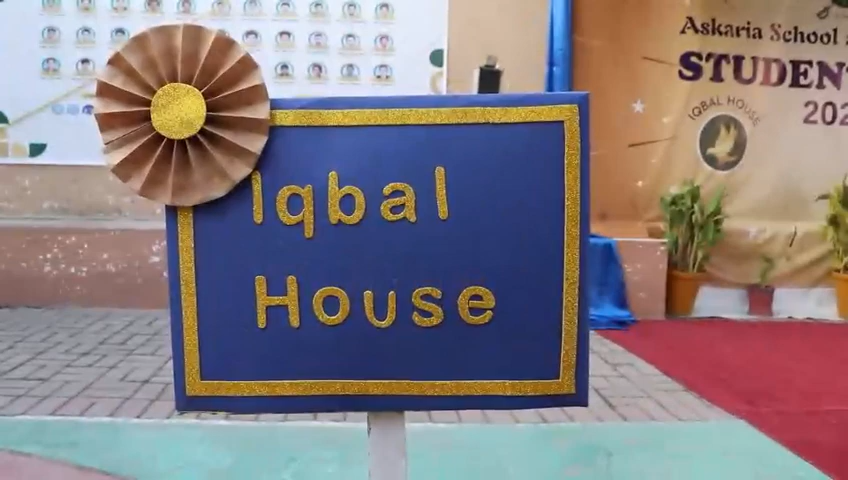 Iqbal
House
Askaria School
STUDEN
IQBAL HOUSE
202